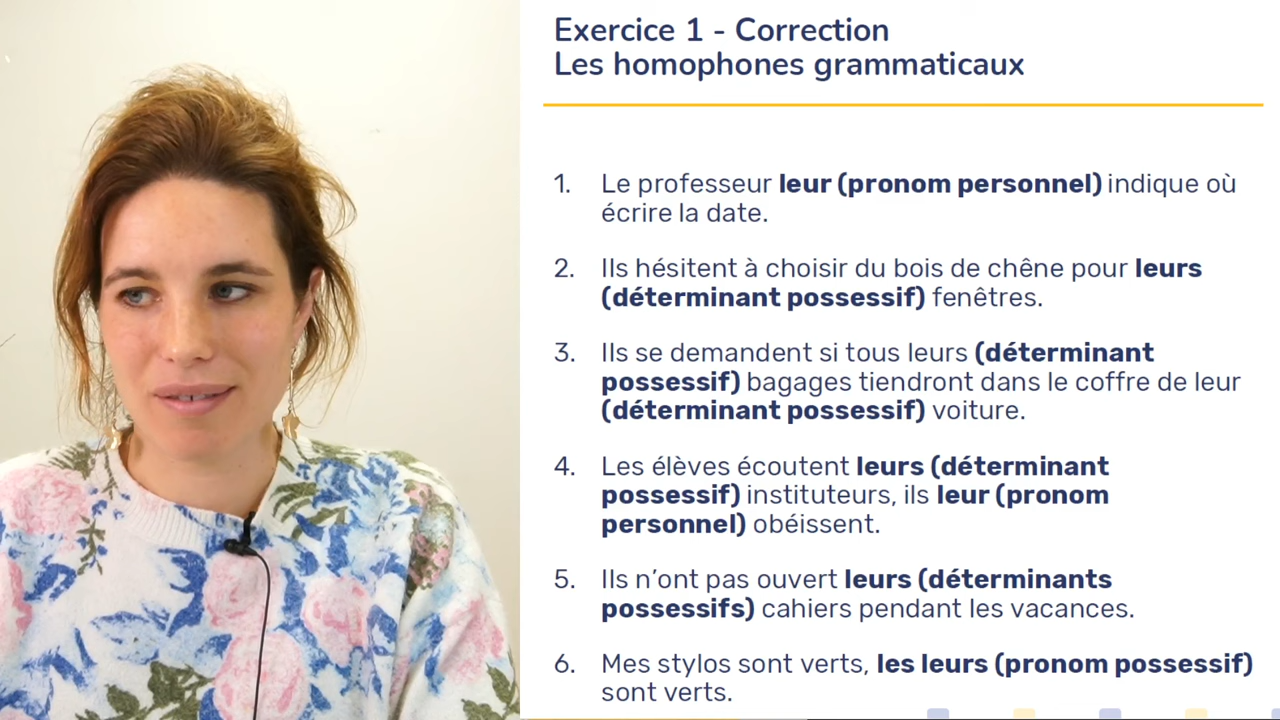 Exercice 1 - Correction
Les homophones grammaticaux
1. Le professeur leur (pronom personnel) indique où
écrire la date.
2. Ils hésitent à choisir du bois de chêne pour leurs
(déterminant possessif) fenêtres.
3. Ils se demandent si tous leurs (déterminant
possessif) bagages tiendront dans le coffre de leur
(déterminant possessif) voiture.
4. Les élèves écoutent leurs (déterminant
possessif) instituteurs, ils leur (pronom
personnel) obéissent.
5. Ils n’ont pas ouvert leurs (déterminants
possessifs) cahiers pendant les vacances.
6. Mes stylos sont verts, les leurs (pronom possessif)
sont verts.